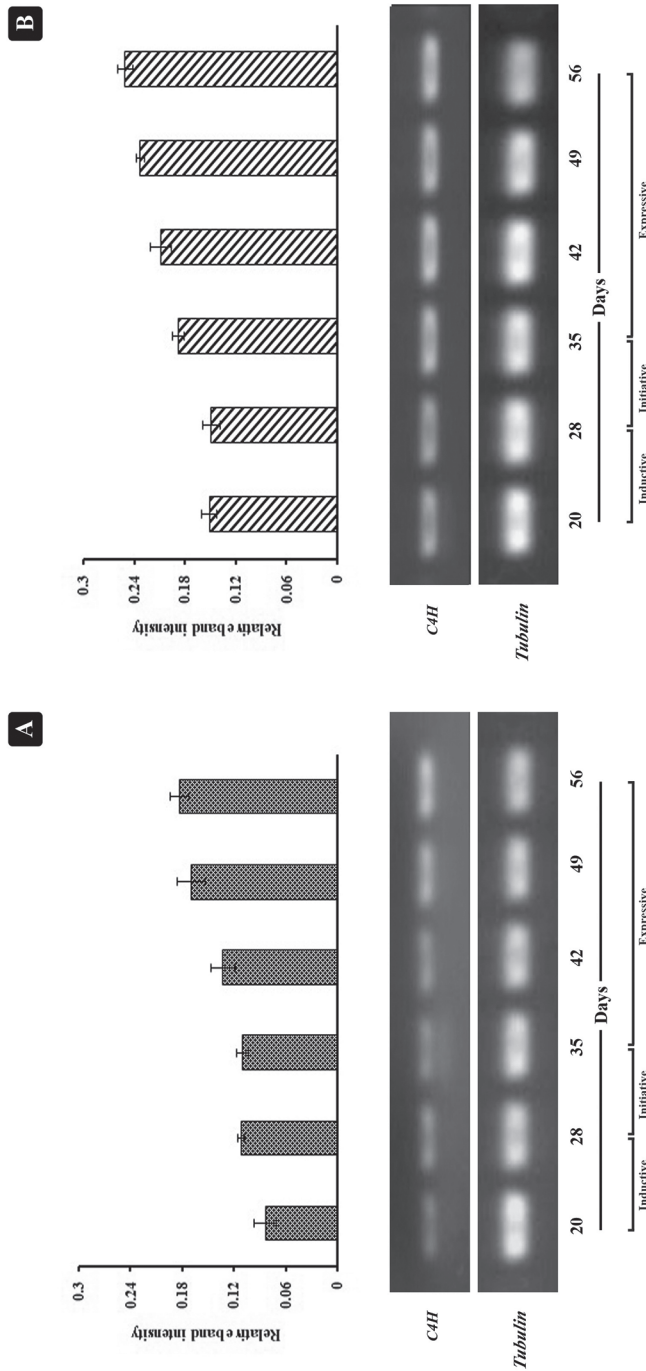 A
Relative band intensity
0.3
0.24
0.18
0.12
0.06
0
C4H
Tubulin
20 28 35 42 49 56
Days
Inductive Initiative Expressive
B
Relative band intensity
0.3
0.24
0.18
0.12
0.06
0
C4H
Tubulin
20 28 35 42 49 56
Days
Inductive Initiative Expressive